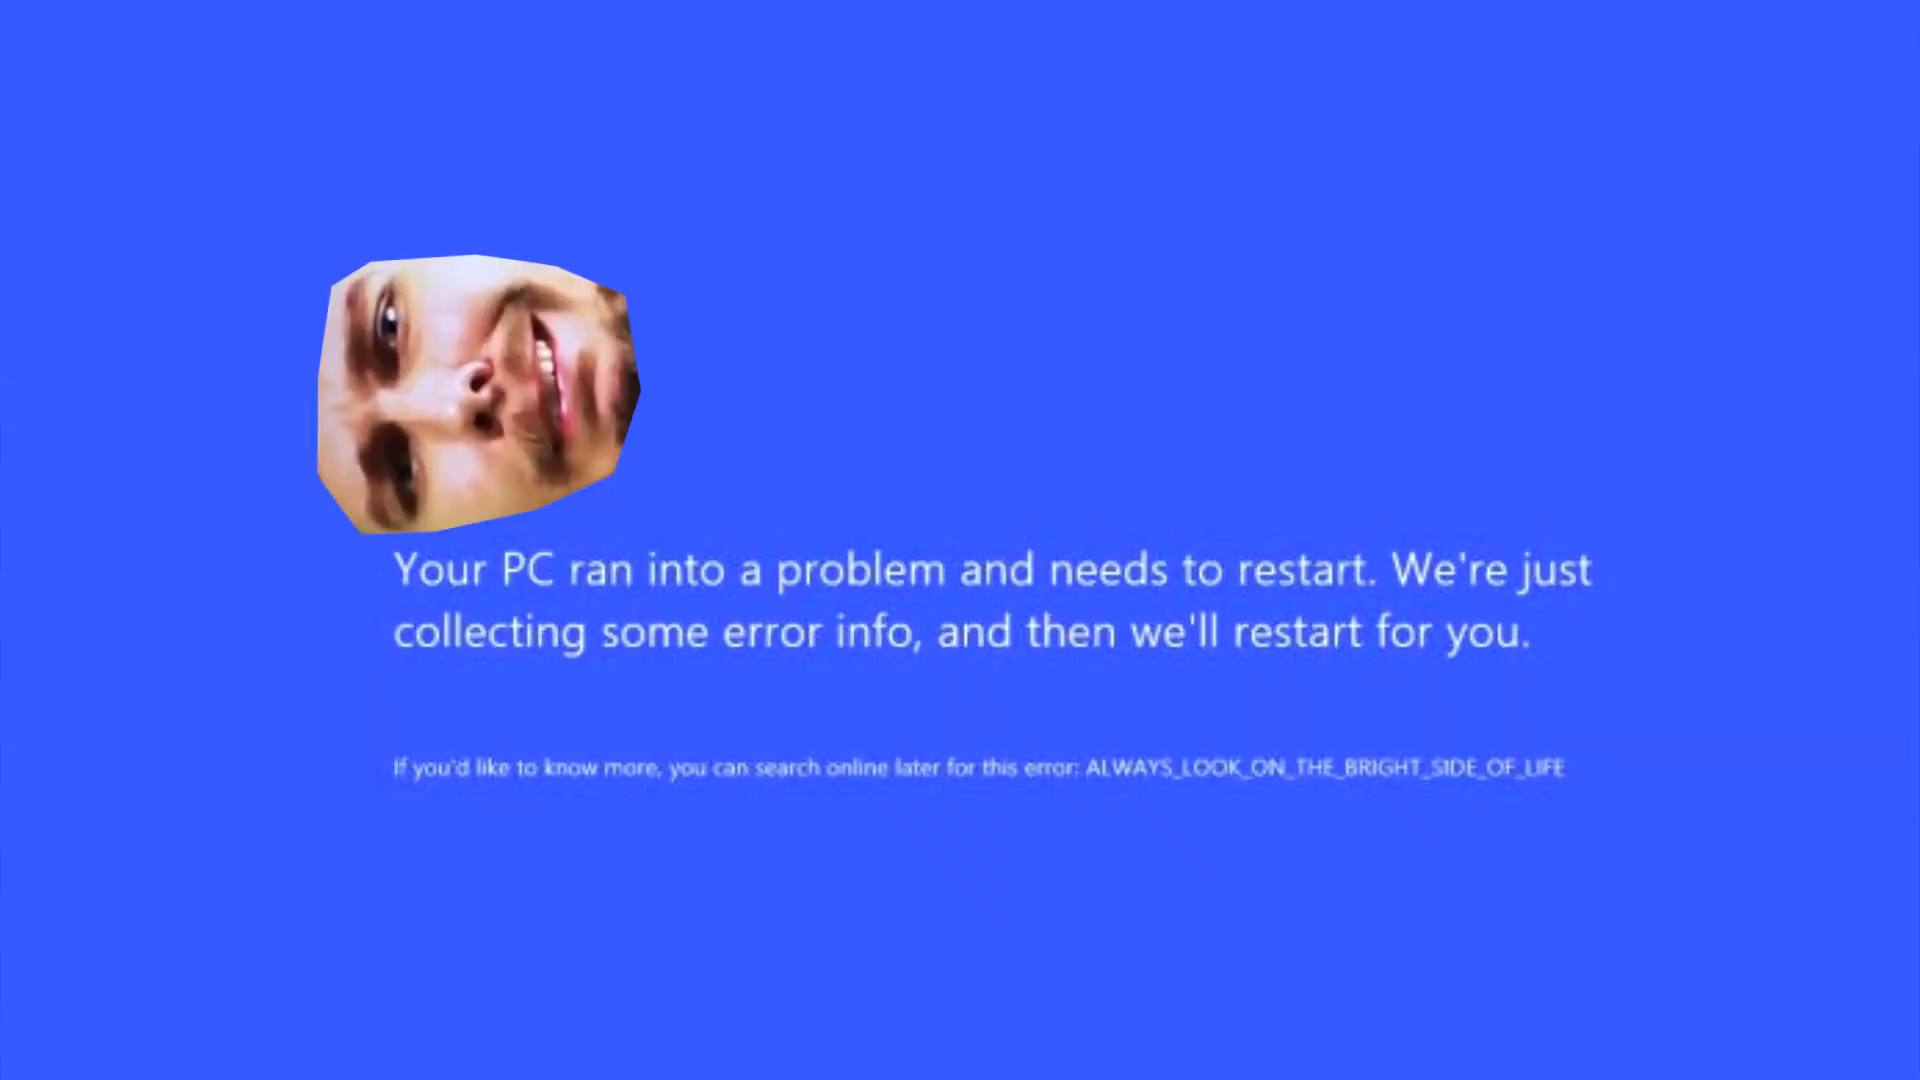 Your PC ran into a problem and needs to restart. We're just
collecting some error info, and then we'll restart for you.
If you'd like to know more, you can search online later for this error: ALWAYS_LOOK_ON_THE_BRIGHT_SIDE_OF_LIFE